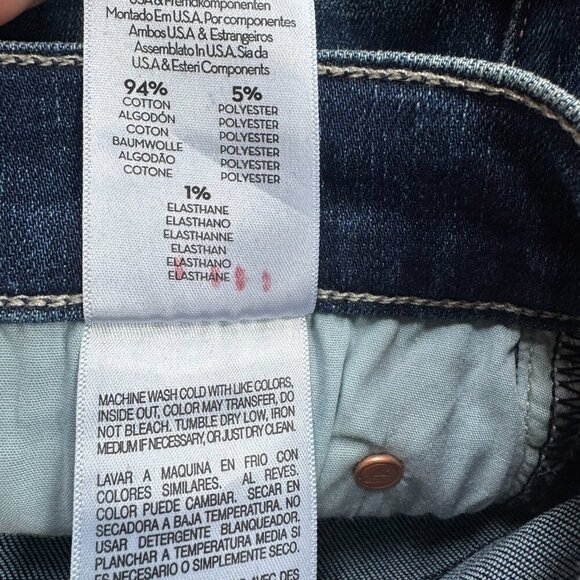 USA & Fremdkomponenten
Montado Em U.S.A. Por componentes
Ambos U.S.A & Estrangeiros
Assemblato In U.S.A. Sia da
U.S.A & Esteri Components
94%
COTTON
ALGODÓN
COTON
BAUMWOLLE
ALGODÃO
COTONE
5%
POLYESTER
POLYESTER
POLYESTER
POLYESTER
POLYESTER
POLYESTER
1%
ELASTHANE
ELASTHANO
ELASTHANNE
ELASTHAN
ELASTHANO
ELASTHANE
MACHINE WASH COLD WITH LIKE COLORS,
INSIDE OUT, COLOR MAY TRANSFER, DO
NOT BLEACH. TUMBLE DRY LOW, IRON
MEDIUM IF NECESSARY, OR JUST DRY CLEAN.
LAVAR A MAQUINA EN FRIO CON
COLORES SIMILARES. AL REVES.
COLOR PUEDE CAMBIAR. SECAR EN
SECADORA A BAJA TEMPERATURA. NO
USAR DETERGENTE BLANQUEADOR.
PLANCHAR A TEMPERATURA MEDIA SI
ES NECESARIO O SIMPLEMENTE SECO.
AVEC DES